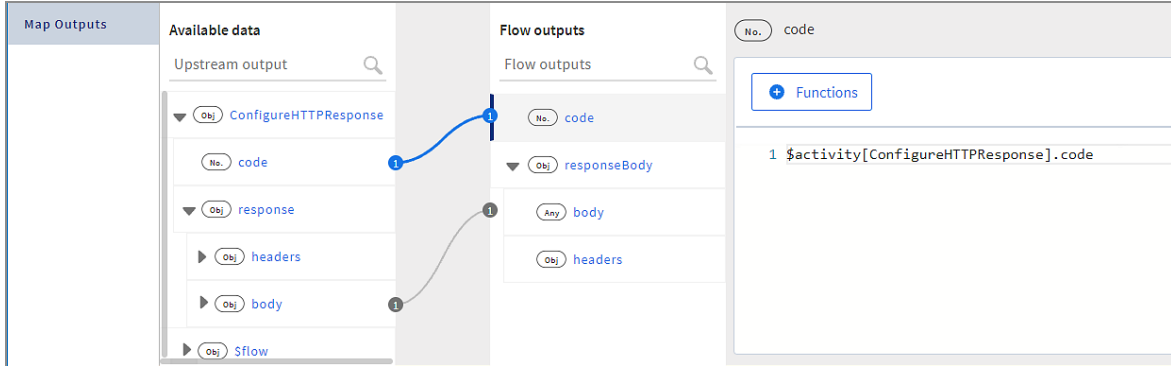 Map Outputs
Available data
Upstream output
Obj ConfigureHTTPResponse
No. code 1
Obj response
Obj headers
Obj body 1
Obj $flow
Flow outputs
Flow outputs
1 No. code
Obj responseBody
1 Any body
Obj headers
No. code
+ Functions
1 $activity[ConfigureHTTPResponse].code